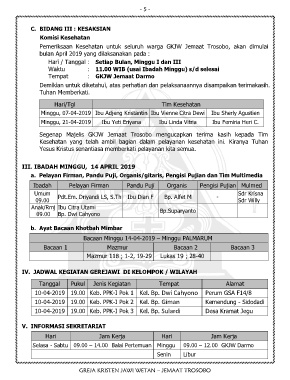 - 5 -
C. BIDANG III : KESAKSIAN
Komisi Kesehatan
Pemeriksaan Kesehatan untuk seluruh warga GKJW Jemaat Trosobo, akan dimulai
bulan April 2019 yang dilaksanakan pada :
Hari / Tanggal : Setiap Bulan, Minggu I dan III
Waktu : 11.00 WIB (usai Ibadah Minggu) s/d selesai
Tempat : GKJW Jemaat Darmo
Demikian untuk diketahui, atas perhatian dan pelaksanaannya disampaikan terimakasih.
Tuhan Memberkati.
Hari/Tgl Tim Kesehatan
Minggu, 07-04-2019 Ibu Adjeng Kriswantis Ibu Vienne Citra Dewi Ibu Sherly Agustien
Minggu, 21-04-2019 Ibu Yeti Eriyana Ibu Linda Vibria Ibu Femiria Hari C.
Segenap Majelis GKJW Jemaat Trosobo mengucapkan terima kasih kepada Tim
Kesehatan yang telah ambil bagian dalam pelayanan kesehatan ini. Kiranya Tuhan
Yesus Kristus senantiasa memberkati pelayanan kita semua.
III. IBADAH MINGGU, 14 APRIL 2019
a. Pelayan Firman, Pandu Puji, Organis/gitaris, Pengisi Pujian dan Tim Multimedia
Ibadah Pelayan Firman Pandu Puji Organis Pengisi Pujian Mulmed
Umum 09.00 Pdt.Em. Driyandi LS, S.Th Ibu Dian F Bp. Alfet M - Sdr Krisna Sdr Willy
Anak/Rmj 09.00 Ibu Citra Utami Bp. Dwi Cahyono Bp.Suparyanto
b. Ayat Bacaan Khotbah Mimbar
Bacaan Minggu 14-04-2019 – Minggu PALMARUM
Bacaan 1 Mazmur Bacaan 2 Bacaan 3
Mazmur 118 ; 1-2, 19-29 Lukas 19 ; 28-40
IV. JADWAL KEGIATAN GEREJAWI DI KELOMPOK / WILAYAH
Tanggal Pukul Jenis Kegiatan Tempat Alamat
10-04-2019 19.00 Keb. PPK-I Pok 1 Kel. Bp. Dwi Cahyono Perum GSA F14/8
10-04-2019 19.00 Keb. PPK-I Pok 2 Kel. Bp. Giman Kemendung - Sidodadi
10-04-2019 19.00 Keb. PPK-I Pok 3 Kel. Bp. Suisedi Desa Kramat Jegu
V. INFORMASI SEKRETARIAT
Hari Jam Kerja Hari Jam Kerja
Selasa - Sabtu 09.00 – 14.00 Balai Pertemuan Minggu 09.00 – 12.00 GKJW Darmo
Senin Libur
GREJA KRISTEN JAWI WETAN – JEMAAT TROSOBO